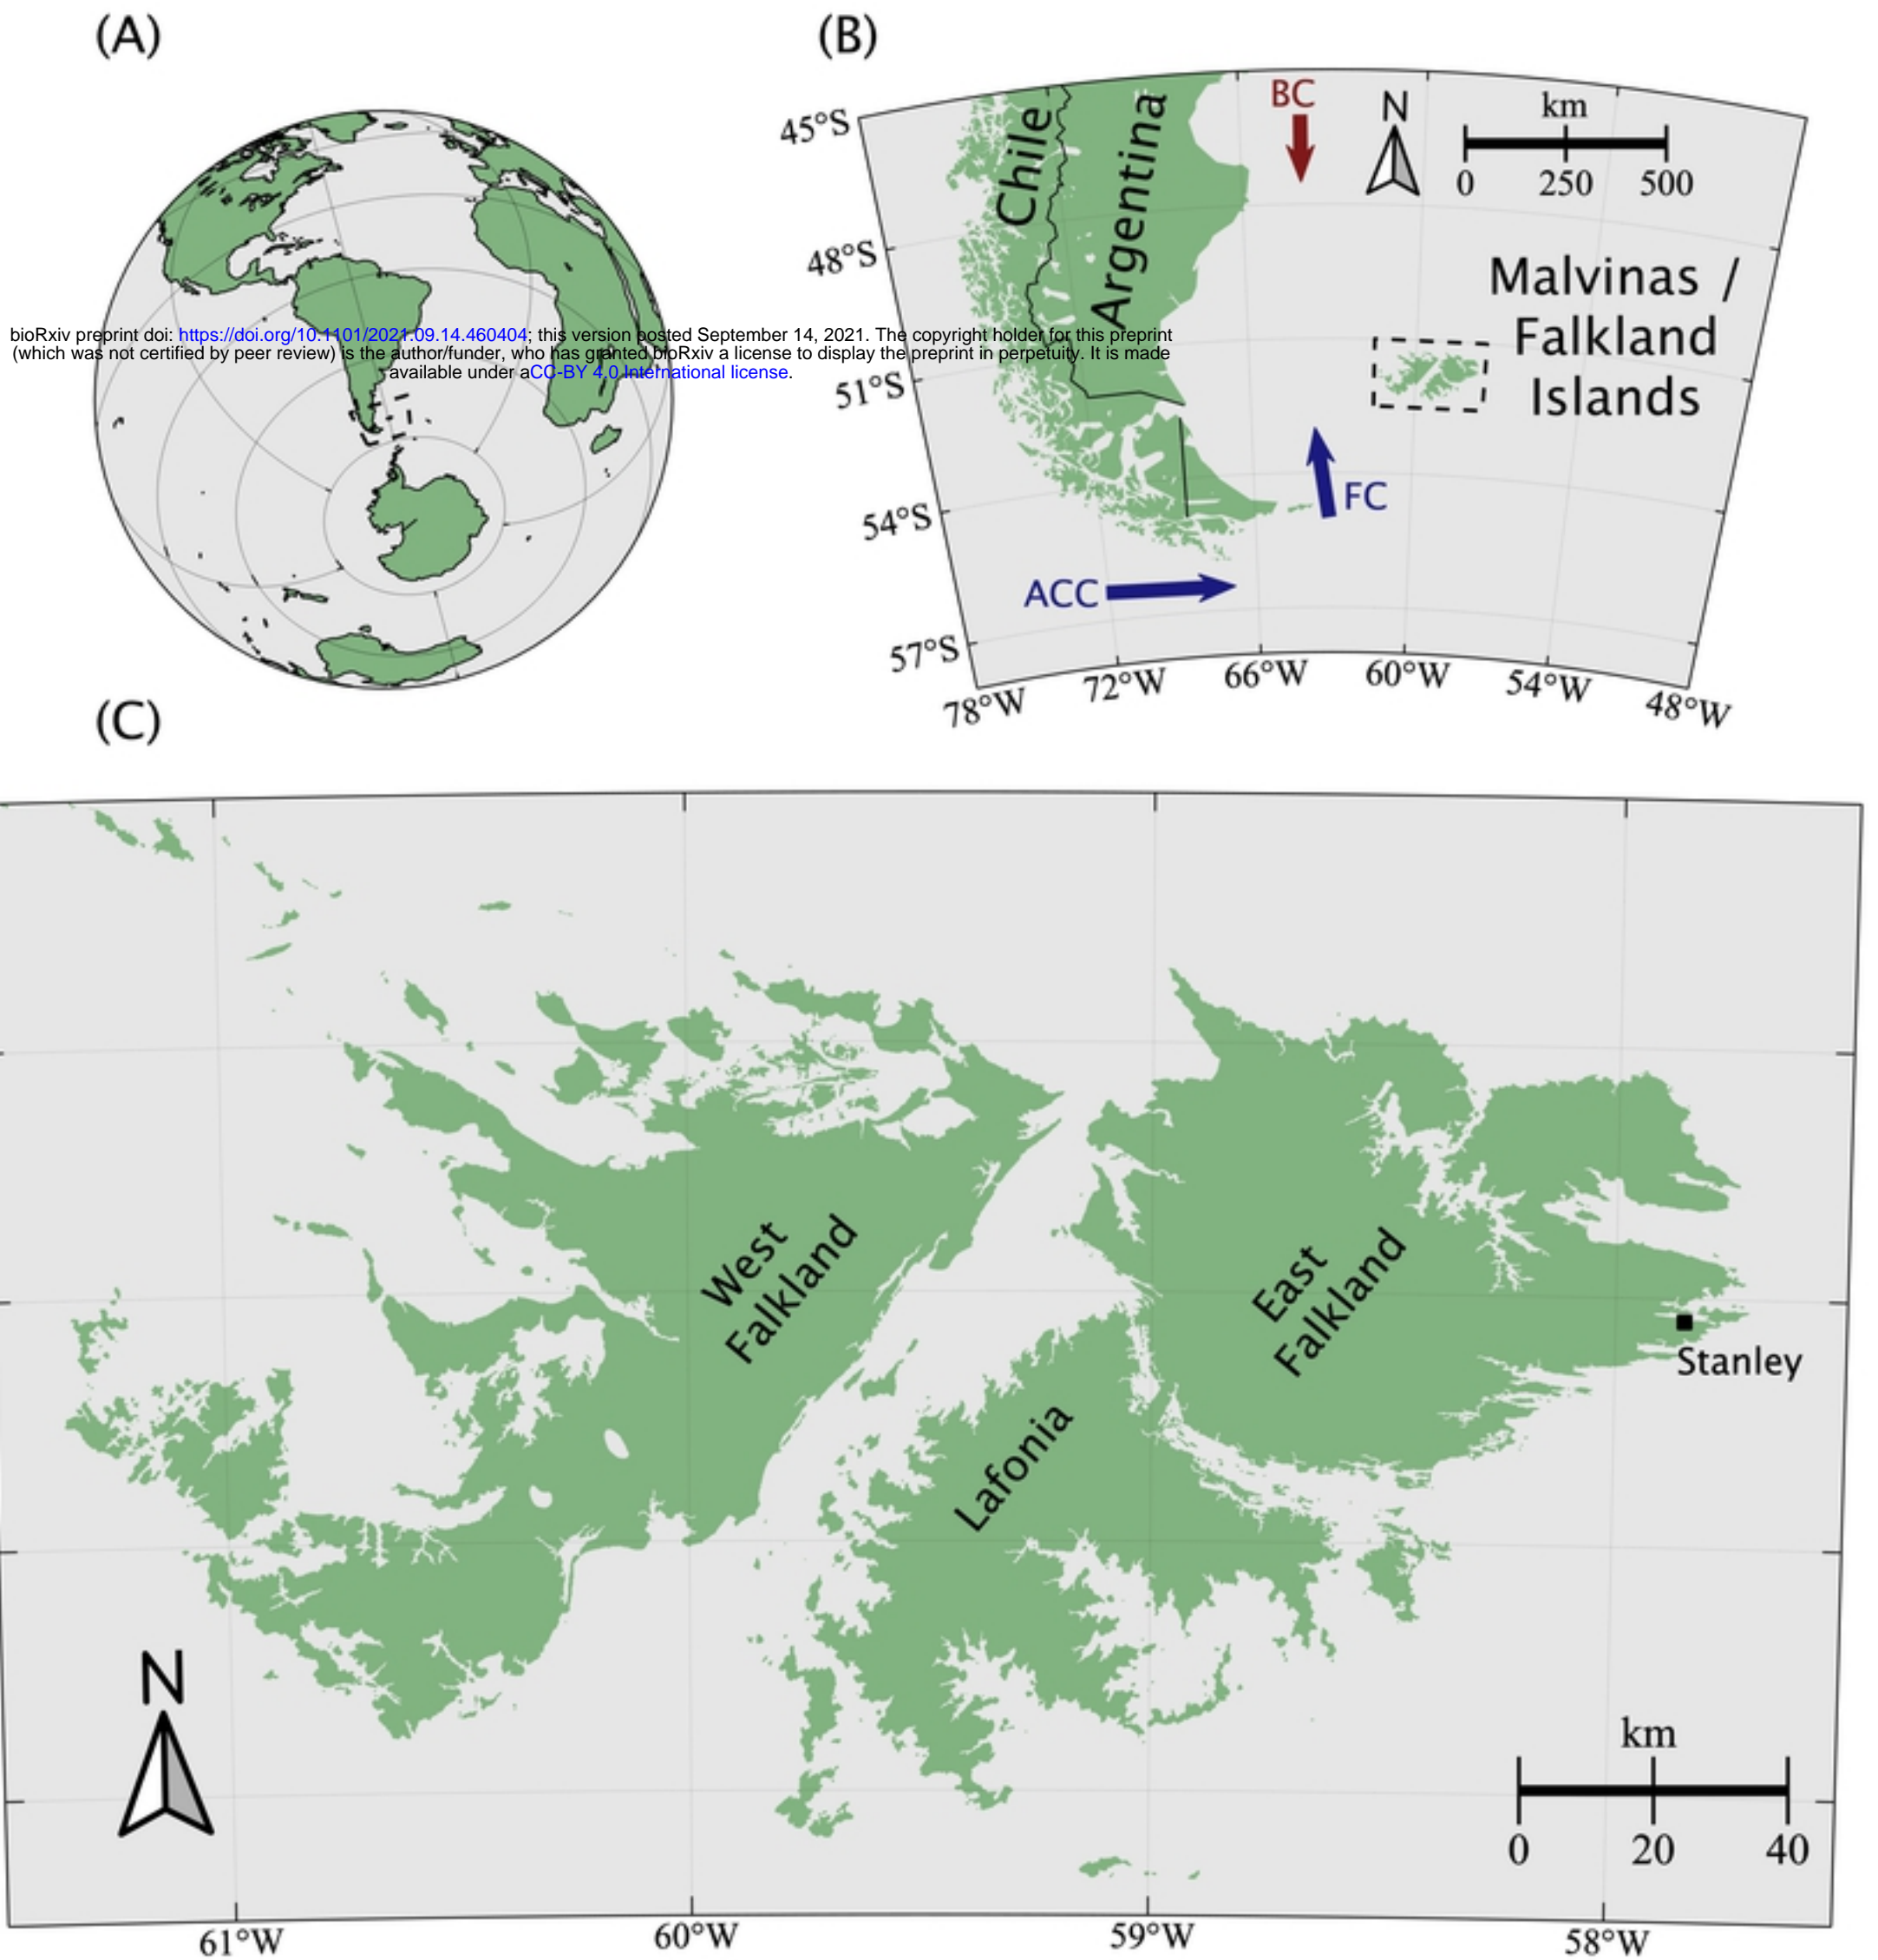 (A)
(B)
45°S
48°S
51°S
54°S
57°S
78°W
72°W
66°W
60°W
54°W
48°W
Chile
Argentina
BC
N
km
0 250 500
Malvinas /
Falkland
Islands
FC
ACC
bioRxiv preprint doi: https://doi.org/10.1101/2021.09.14.460404; this version posted September 14, 2021. The copyright holder for this preprint
(which was not certified by peer review) is the author/funder, who has granted bioRxiv a license to display the preprint in perpetuity. It is made
available under aCC-BY 4.0 International license.
(C)
West
Falkland
East
Falkland
Stanley
Lafonia
N
km
0 20 40
61°W
60°W
59°W
58°W